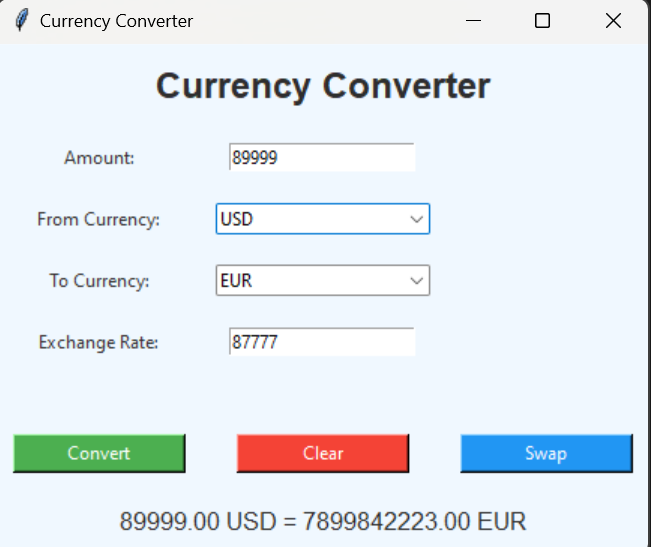 Currency Converter
Currency Converter
Amount: 89999
From Currency: USD
To Currency: EUR
Exchange Rate: 87777
Convert Clear Swap
89999.00 USD = 7899842223.00 EUR